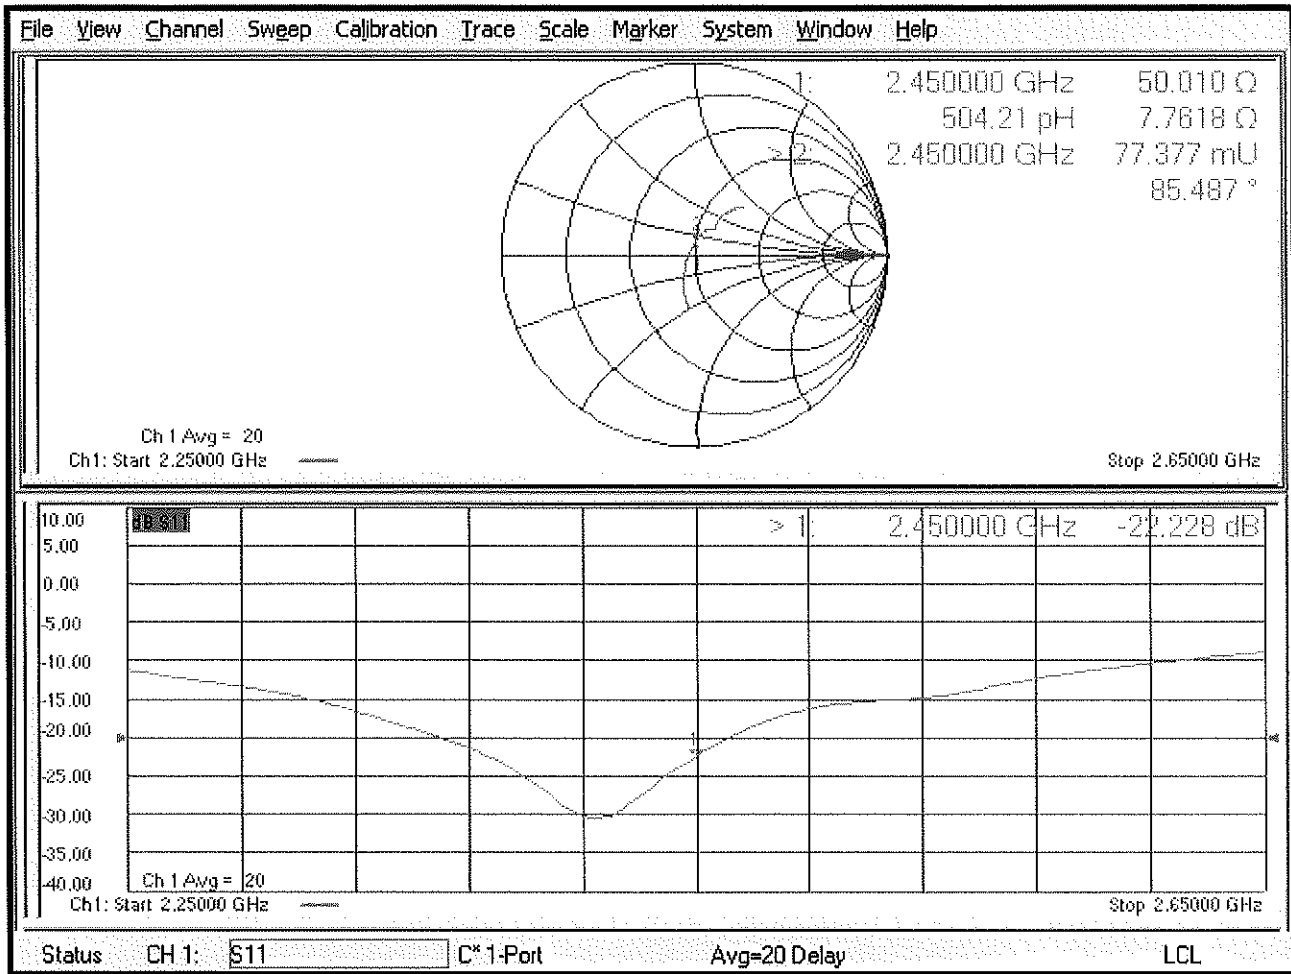 File View Channel Sweep Calibration Trace Scale Marker System Window Help
1: 2.450000 GHz 50.010 Ω
504.21 pH 7.7618 Ω
> 2: 2.450000 GHz 77.377 mU
85.487 °
Ch 1 Avg = 20
Ch1: Start 2.25000 GHz
Stop 2.65000 GHz
10.00
dB S11
> 1: 2.450000 GHz -22.228 dB
5.00
0.00
-5.00
-10.00
-15.00
-20.00
1
-25.00
-30.00
-35.00
-40.00
Ch 1 Avg = 20
Ch1: Start 2.25000 GHz
Stop 2.65000 GHz
Status CH 1: S11 C* 1-Port Avg=20 Delay LCL